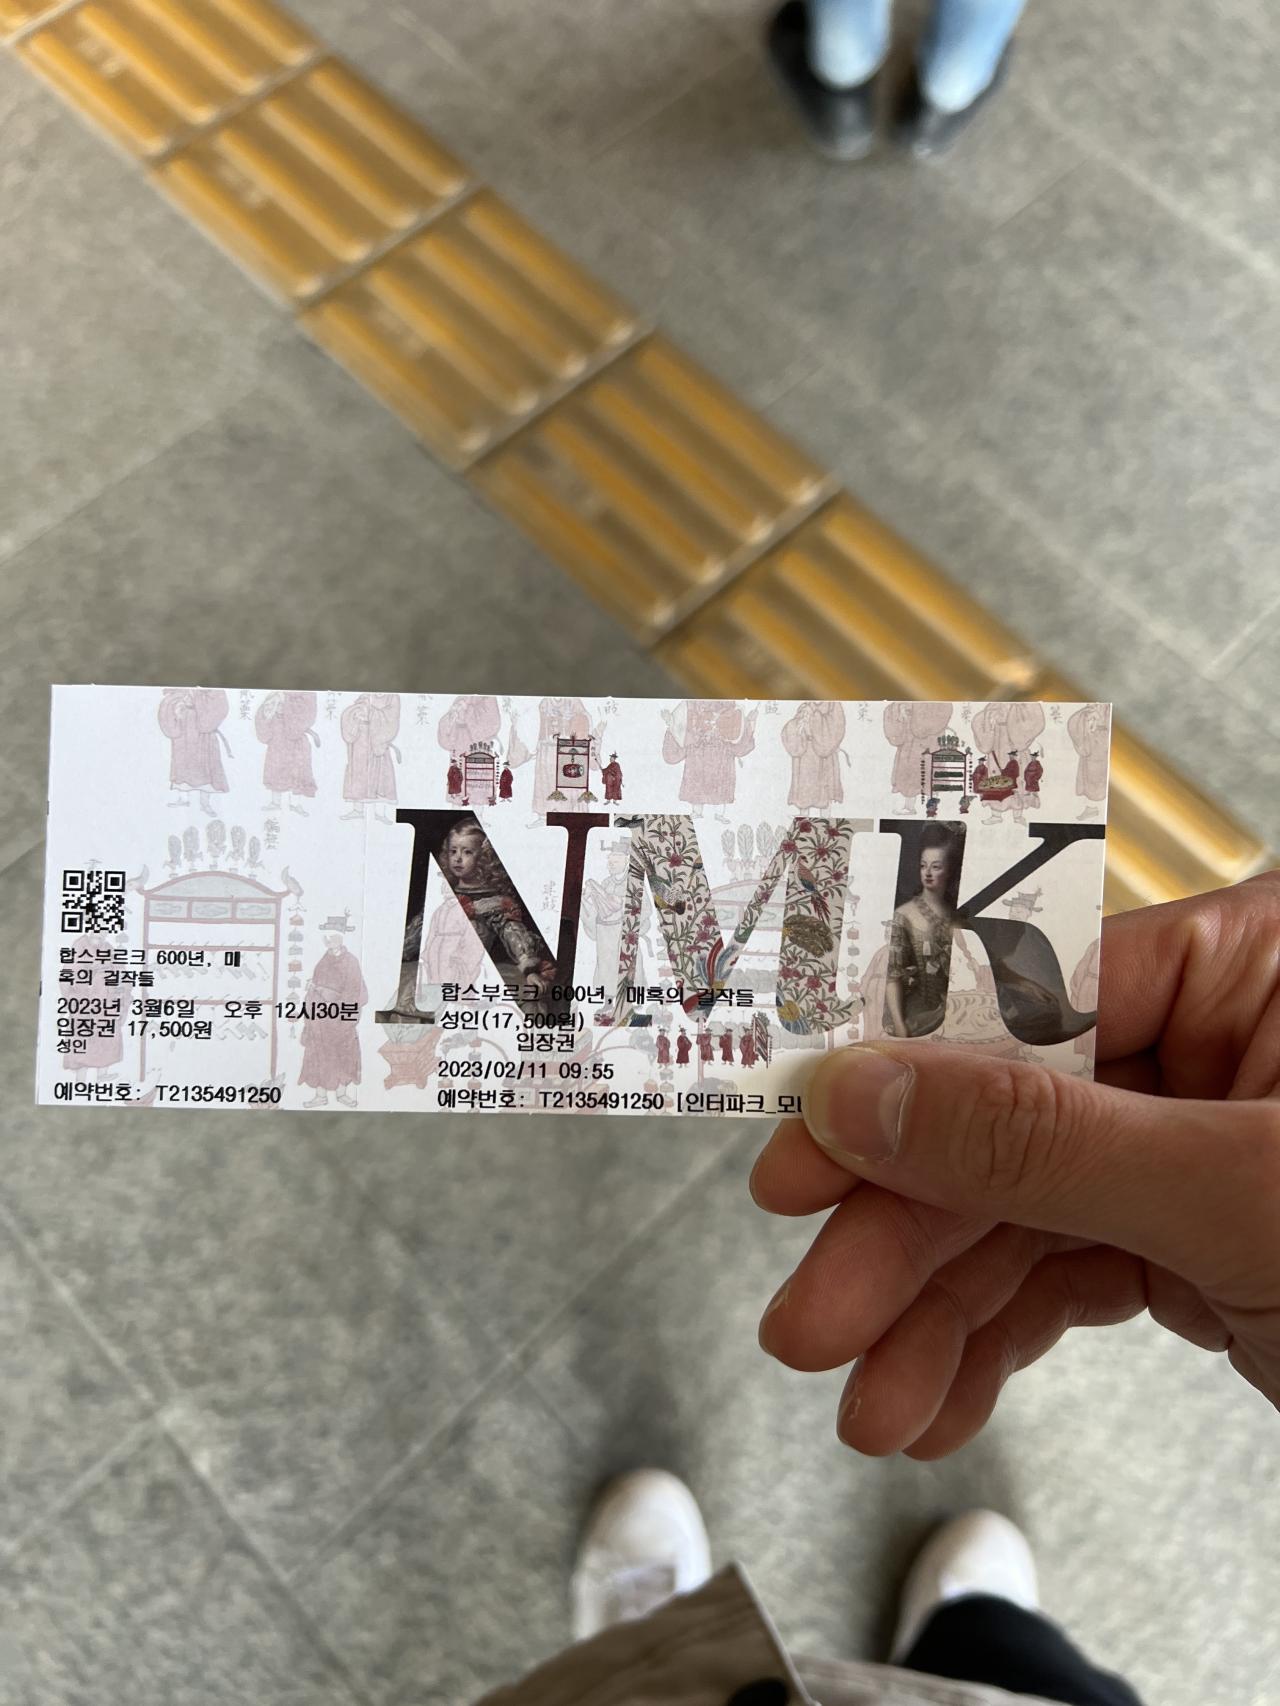 NMK
합스부르크 600년, 매
혹의 걸작들
2023년 3월6일 오후 12시30분
입장권 17,500원
성인
예약번호: T2135491250
합스부르크 600년, 매혹의 걸작들
성인(17,500원)
입장권
2023/02/11 09:55
예약번호: T2135491250 [인터파크_모